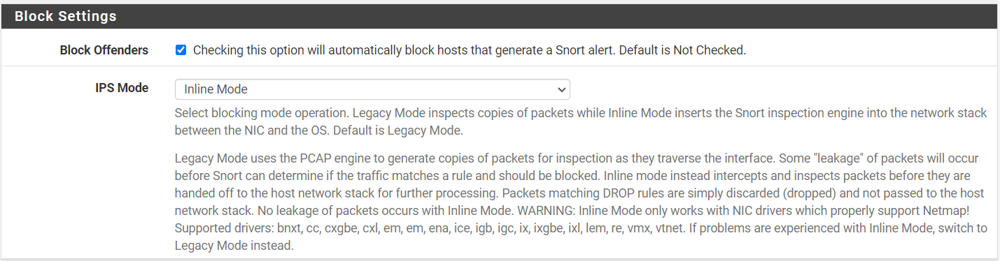 Block Settings
Block Offenders Checking this option will automatically block hosts that generate a Snort alert. Default is Not Checked.
IPS Mode Inline Mode
Select blocking mode operation. Legacy Mode inspects copies of packets while Inline Mode inserts the Snort inspection engine into the network stack
between the NIC and the OS. Default is Legacy Mode.
Legacy Mode uses the PCAP engine to generate copies of packets for inspection as they traverse the interface. Some "leakage" of packets will occur
before Snort can determine if the traffic matches a rule and should be blocked. Inline mode instead intercepts and inspects packets before they are
handed off to the host network stack for further processing. Packets matching DROP rules are simply discarded (dropped) and not passed to the host
network stack. No leakage of packets occurs with Inline Mode. WARNING: Inline Mode only works with NIC drivers which properly support Netmap!
Supported drivers: bnxt, cc, cxgbe, cxl, em, em, ena, ice, igb, igc, ix, ixgbe, ixl, lem, re, vmx, vtnet. If problems are experienced with Inline Mode, switch to
Legacy Mode instead.